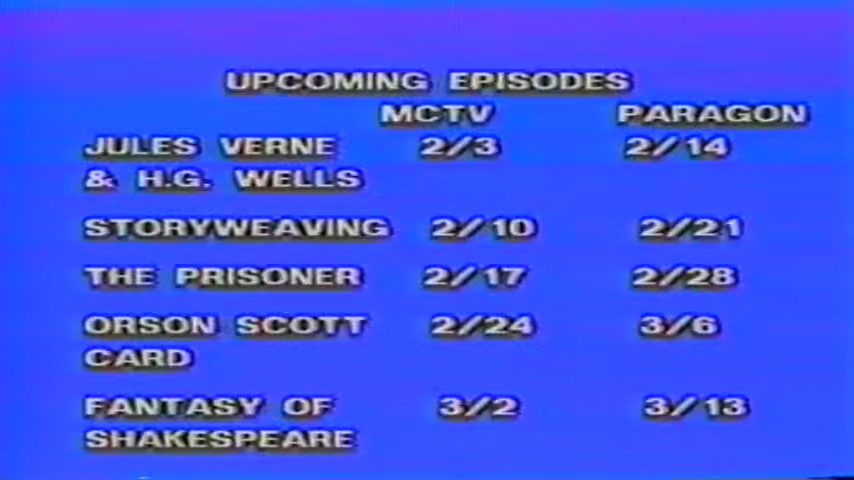 UPCOMING EPISODES
MCTV PARAGON
JULES VERNE 2/3 2/14
& H.G. WELLS
STORYWEAVING 2/10 2/21
THE PRISONER 2/17 2/28
ORSON SCOTT 2/24 3/6
CARD
FANTASY OF 3/2 3/13
SHAKESPEARE